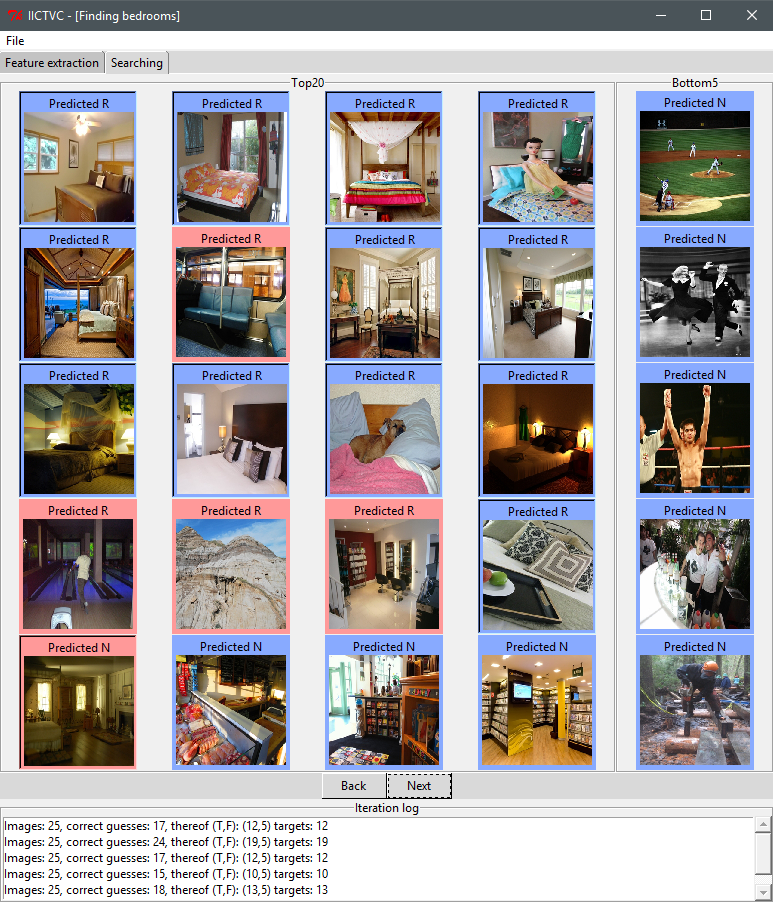 IICTVC - [Finding bedrooms]
File
Feature extraction Searching
Top20 Bottom5
Predicted R Predicted R Predicted R Predicted R Predicted N
Predicted R Predicted R Predicted R Predicted R Predicted N
Predicted R Predicted R Predicted R Predicted R Predicted N
Predicted R Predicted R Predicted R Predicted R Predicted N
Predicted N Predicted N Predicted N Predicted N Predicted N
Back Next
Iteration log
Images: 25, correct guesses: 17, thereof (T,F): (12,5) targets: 12
Images: 25, correct guesses: 24, thereof (T,F): (19,5) targets: 19
Images: 25, correct guesses: 17, thereof (T,F): (12,5) targets: 12
Images: 25, correct guesses: 15, thereof (T,F): (10,5) targets: 10
Images: 25, correct guesses: 18, thereof (T,F): (13,5) targets: 13